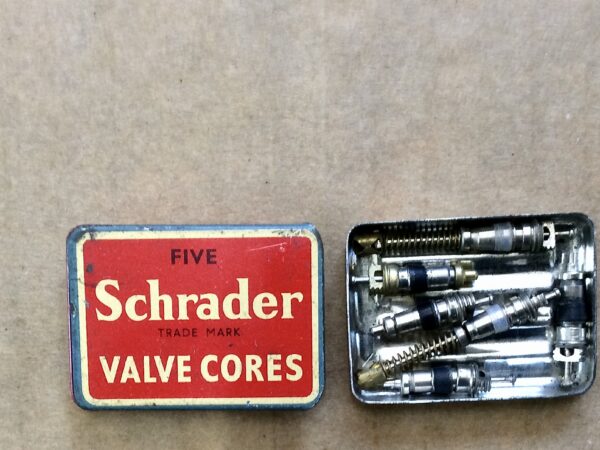 FIVE
Schrader
TRADE MARK
VALVE CORES